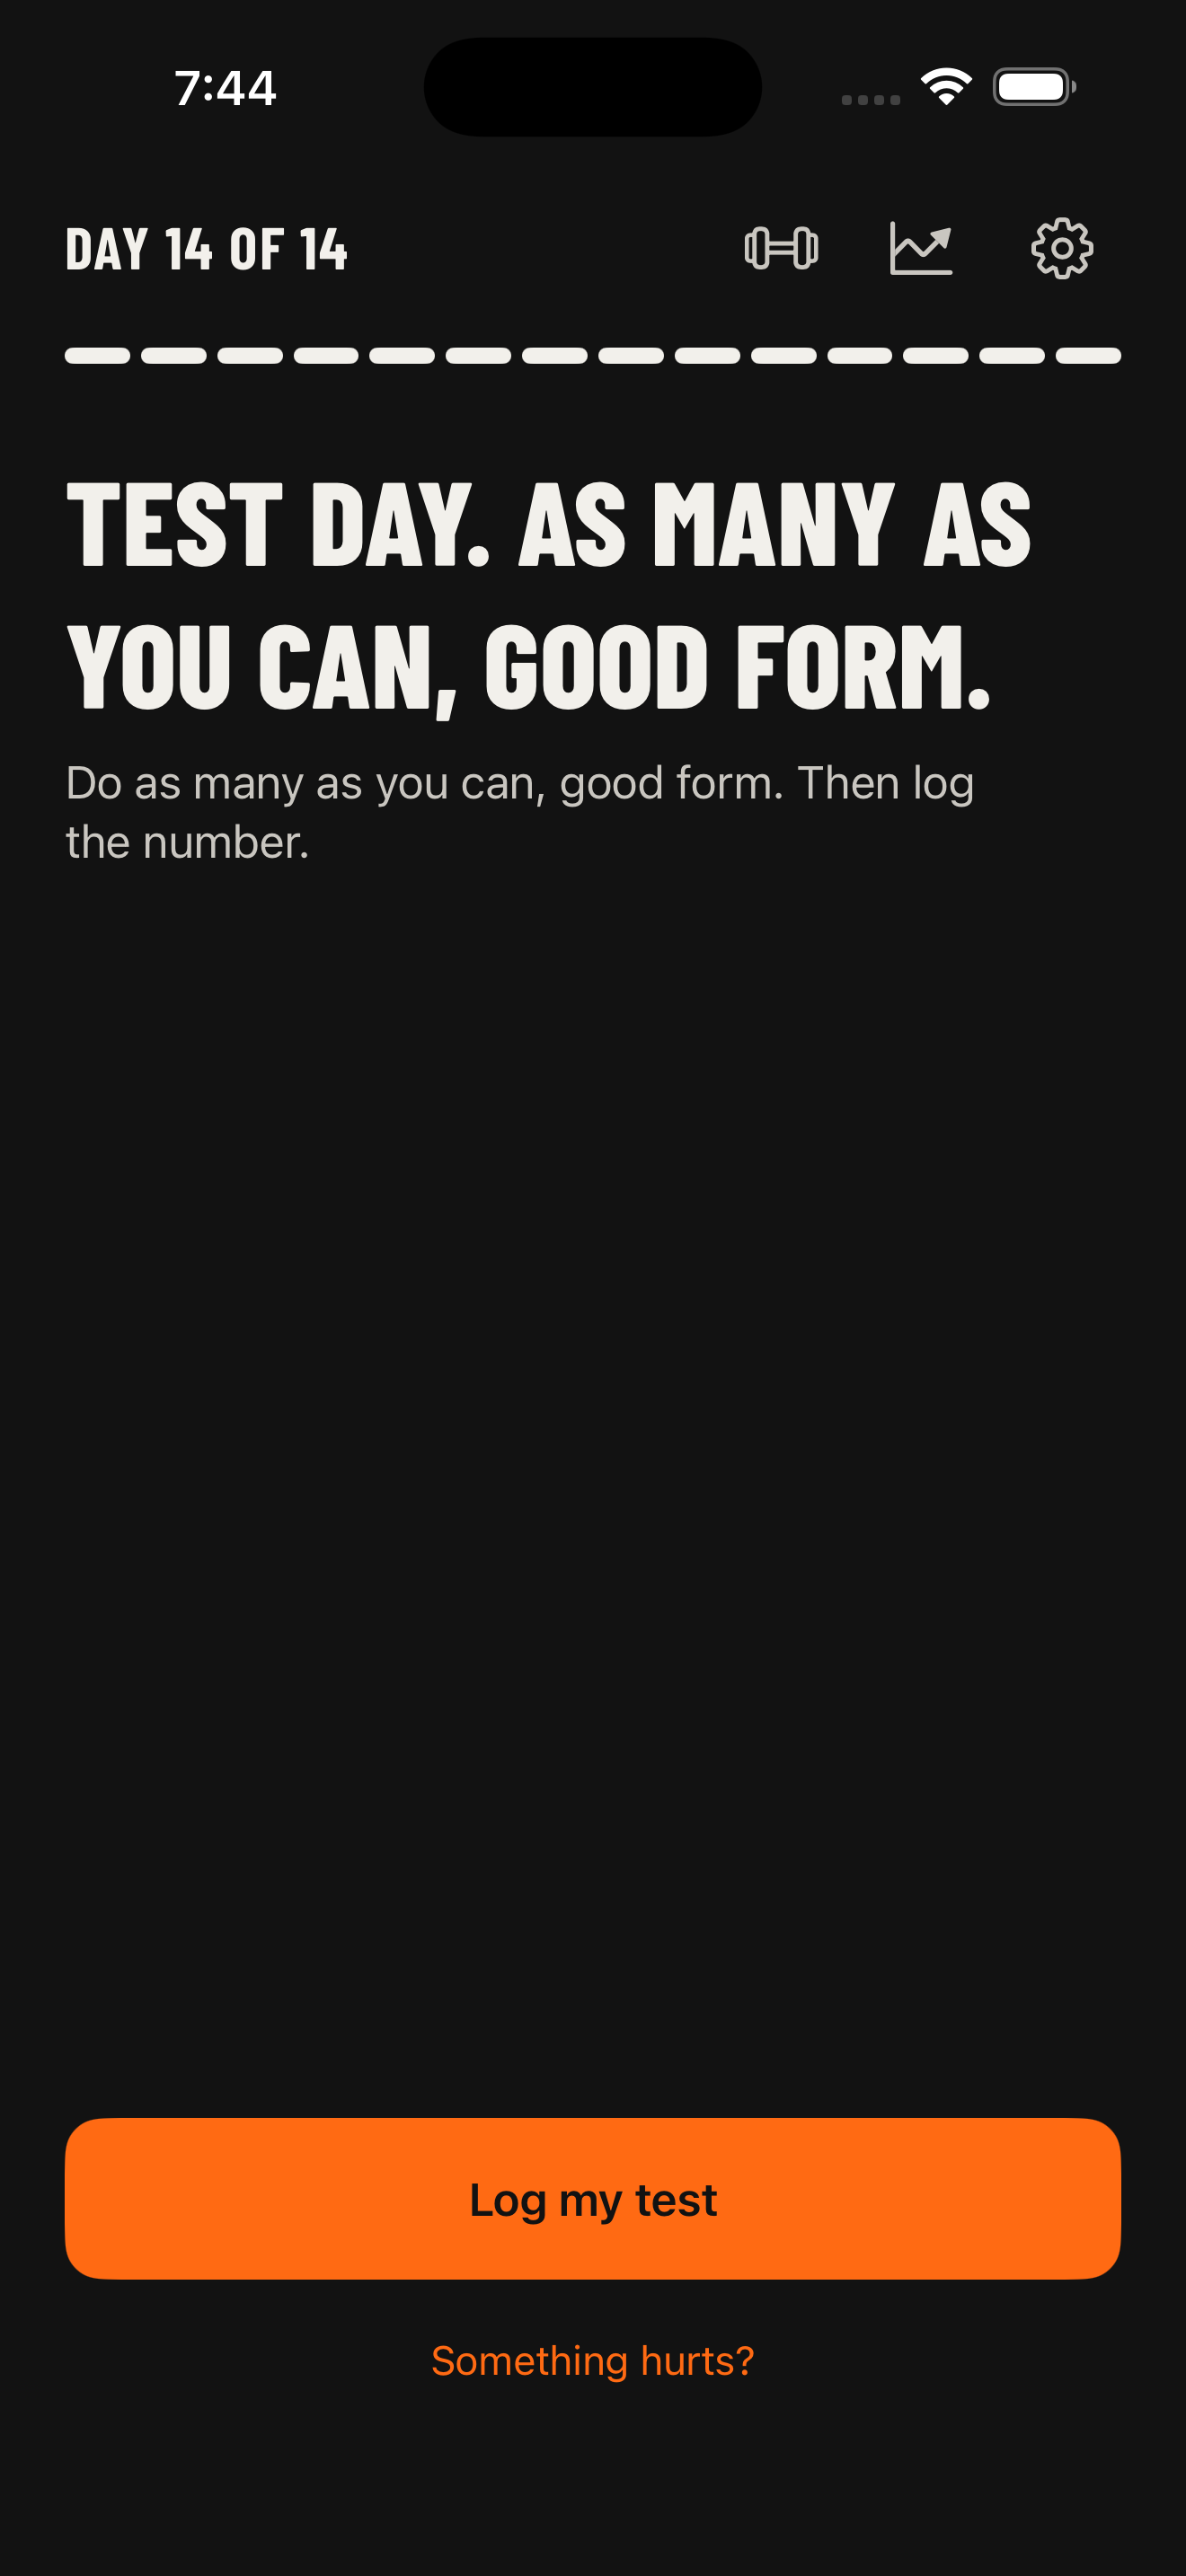 7:44
DAY 14 OF 14
TEST DAY. AS MANY AS
YOU CAN, GOOD FORM.
Do as many as you can, good form. Then log
the number.
Log my test
Something hurts?